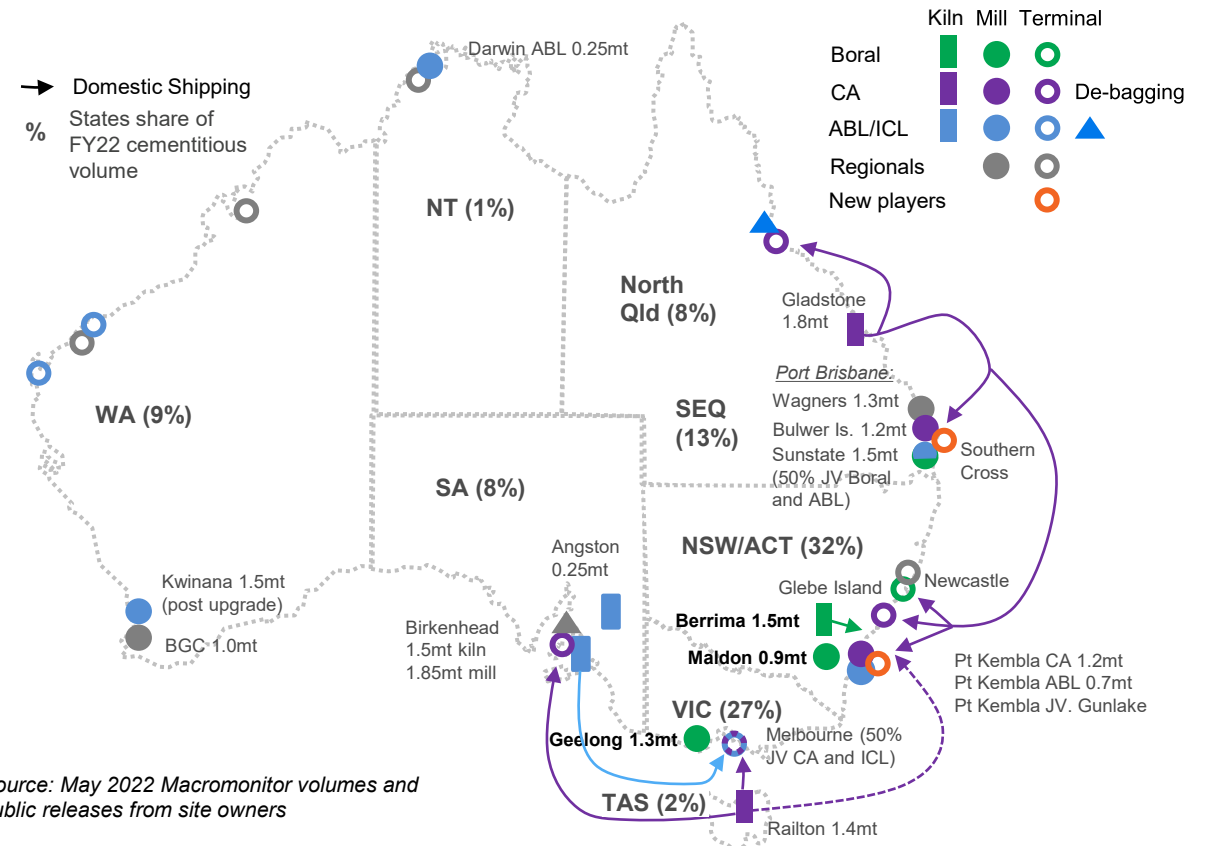 Kiln Mill Terminal
Boral
CA
De-bagging
ABL/ICL
Regionals
New players
Domestic Shipping
%
States share of
FY22 cementitious
volume
Darwin ABL 0.25mt
NT (1%)
North
Qld (8%)
Gladstone
1.8mt
WA (9%)
SEQ
(13%)
Port Brisbane:
Wagners 1.3mt
Bulwer Is. 1.2mt
Sunstate 1.5mt
(50% JV Boral
and ABL)
Southern
Cross
SA (8%)
NSW/ACT (32%)
Angston
0.25mt
Glebe Island
Newcastle
Kwinana 1.5mt
(post upgrade)
BGC 1.0mt
Birkenhead
1.5mt kiln
1.85mt mill
Berrima 1.5mt
Maldon 0.9mt
Pt Kembla CA 1.2mt
Pt Kembla ABL 0.7mt
Pt Kembla JV. Gunlake
VIC (27%)
Geelong 1.3mt
Melbourne (50%
JV CA and ICL)
TAS (2%)
Railton 1.4mt
ource: May 2022 Macromonitor volumes and
ublic releases from site owners